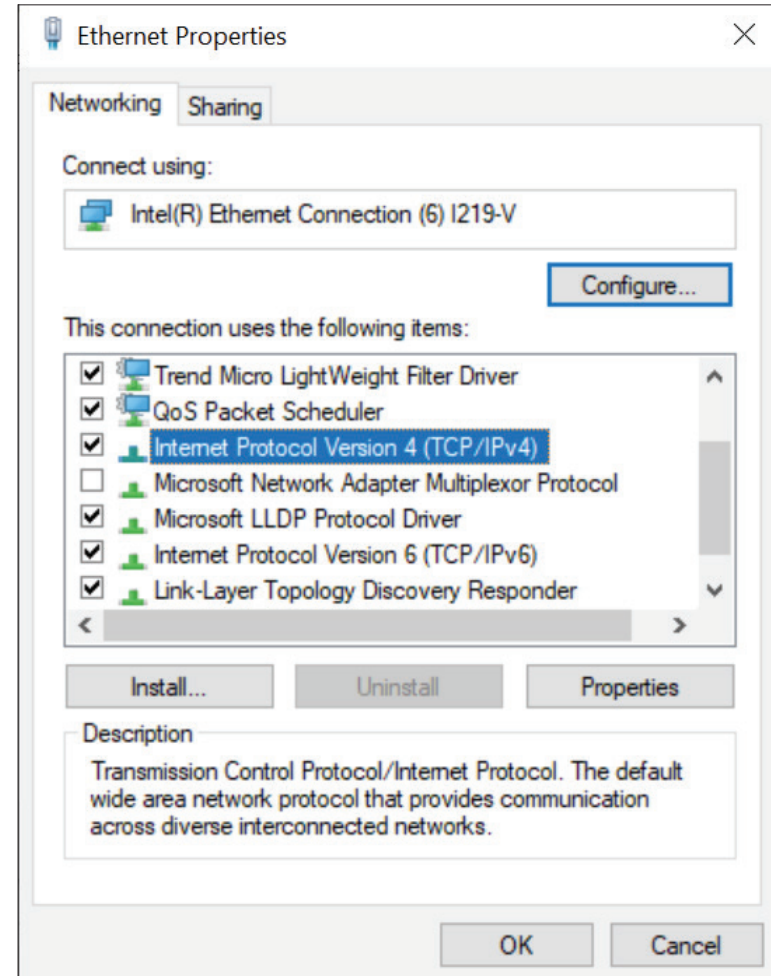 Ethernet Properties
Networking
Sharing
Connect using:
Intel(R) Ethernet Connection (6) I219-V
Configure...
This connection uses the following items:
Trend Micro LightWeight Filter Driver
QoS Packet Scheduler
Internet Protocol Version 4 (TCP/IPv4)
Microsoft Network Adapter Multiplexor Protocol
Microsoft LLDP Protocol Driver
Internet Protocol Version 6 (TCP/IPv6)
Link-Layer Topology Discovery Responder
Install...
Uninstall
Properties
Description
Transmission Control Protocol/Internet Protocol. The default
wide area network protocol that provides communication
across diverse interconnected networks.
OK
Cancel